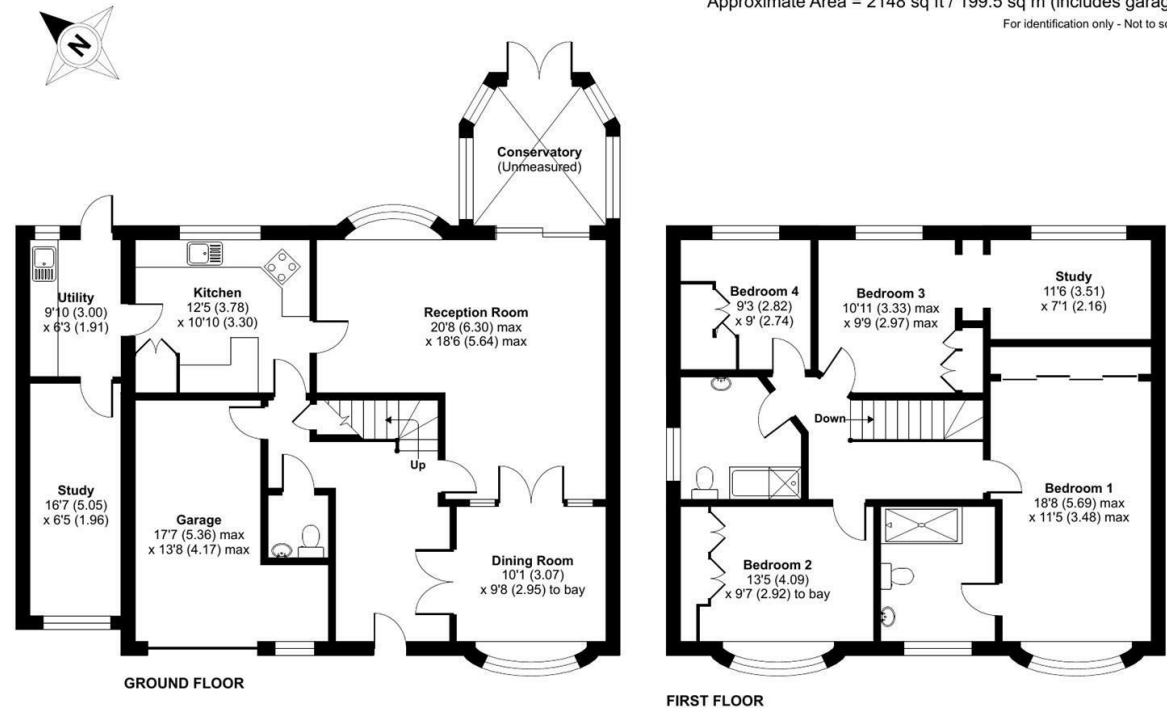 Approximate Area = 2148 sq ft / 199.5 sq m (includes
For identification only - Not to
N
Conservatory
(Unmeasured)
Utility
9'10 (3.00)
x 6'3 (1.91)
Kitchen
12'5 (3.78)
x 10'10 (3.30)
Reception Room
20'8 (6.30) max
x 18'6 (5.64) max
Up
Study
16'7 (5.05)
x 6'5 (1.96)
Garage
17'7 (5.36) max
x 13'8 (4.17) max
Dining Room
10'1 (3.07)
x 9'8 (2.95) to bay
GROUND FLOOR
Bedroom 4
9'3 (2.82)
x 9' (2.74)
Bedroom 3
10'11 (3.33) max
x 9'9 (2.97) max
Study
11'6 (3.51)
x 7'1 (2.16)
Down
Bedroom 1
18'8 (5.69) max
x 11'5 (3.48) max
Bedroom 2
13'5 (4.09)
x 9'7 (2.92) to bay
FIRST FLOOR